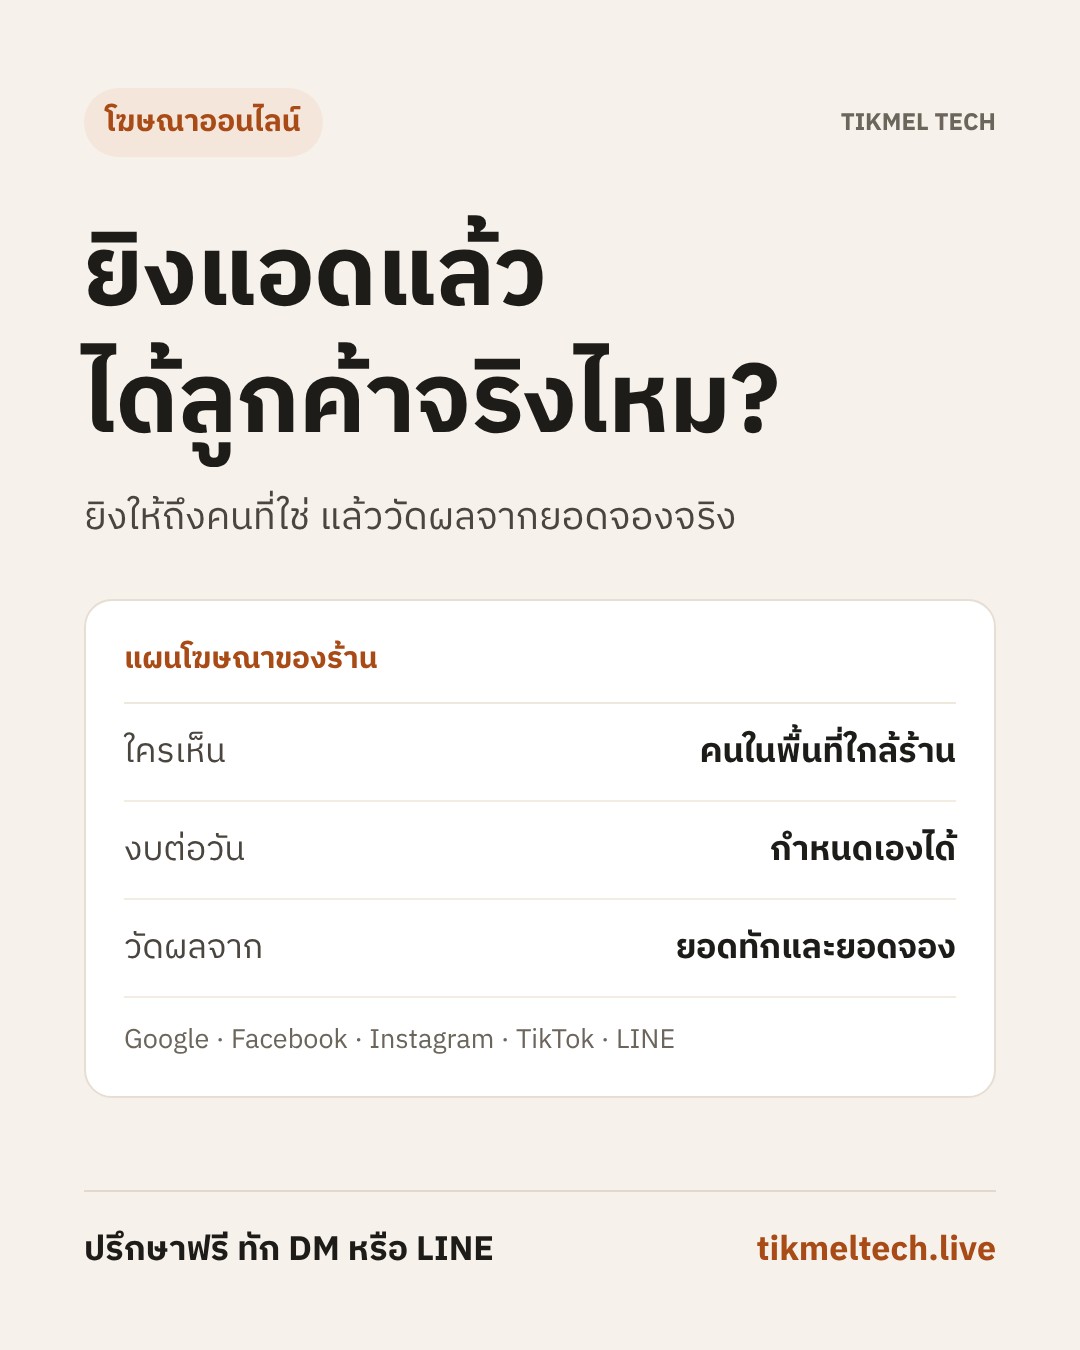 โฆษณาออนไลน์
TIKMEL TECH
ยิงแอดแล้ว
ได้ลูกค้าจริงไหม?
ยิงให้ถึงคนที่ใช่ แล้ววัดผลจากยอดจองจริง
แผนโฆษณาของร้าน
ใครเห็น คนในพื้นที่ใกล้ร้าน
งบต่อวัน กำหนดเองได้
วัดผลจาก ยอดทักและยอดจอง
Google · Facebook · Instagram · TikTok · LINE
ปรึกษาฟรี ทัก DM หรือ LINE tikmeltech.live